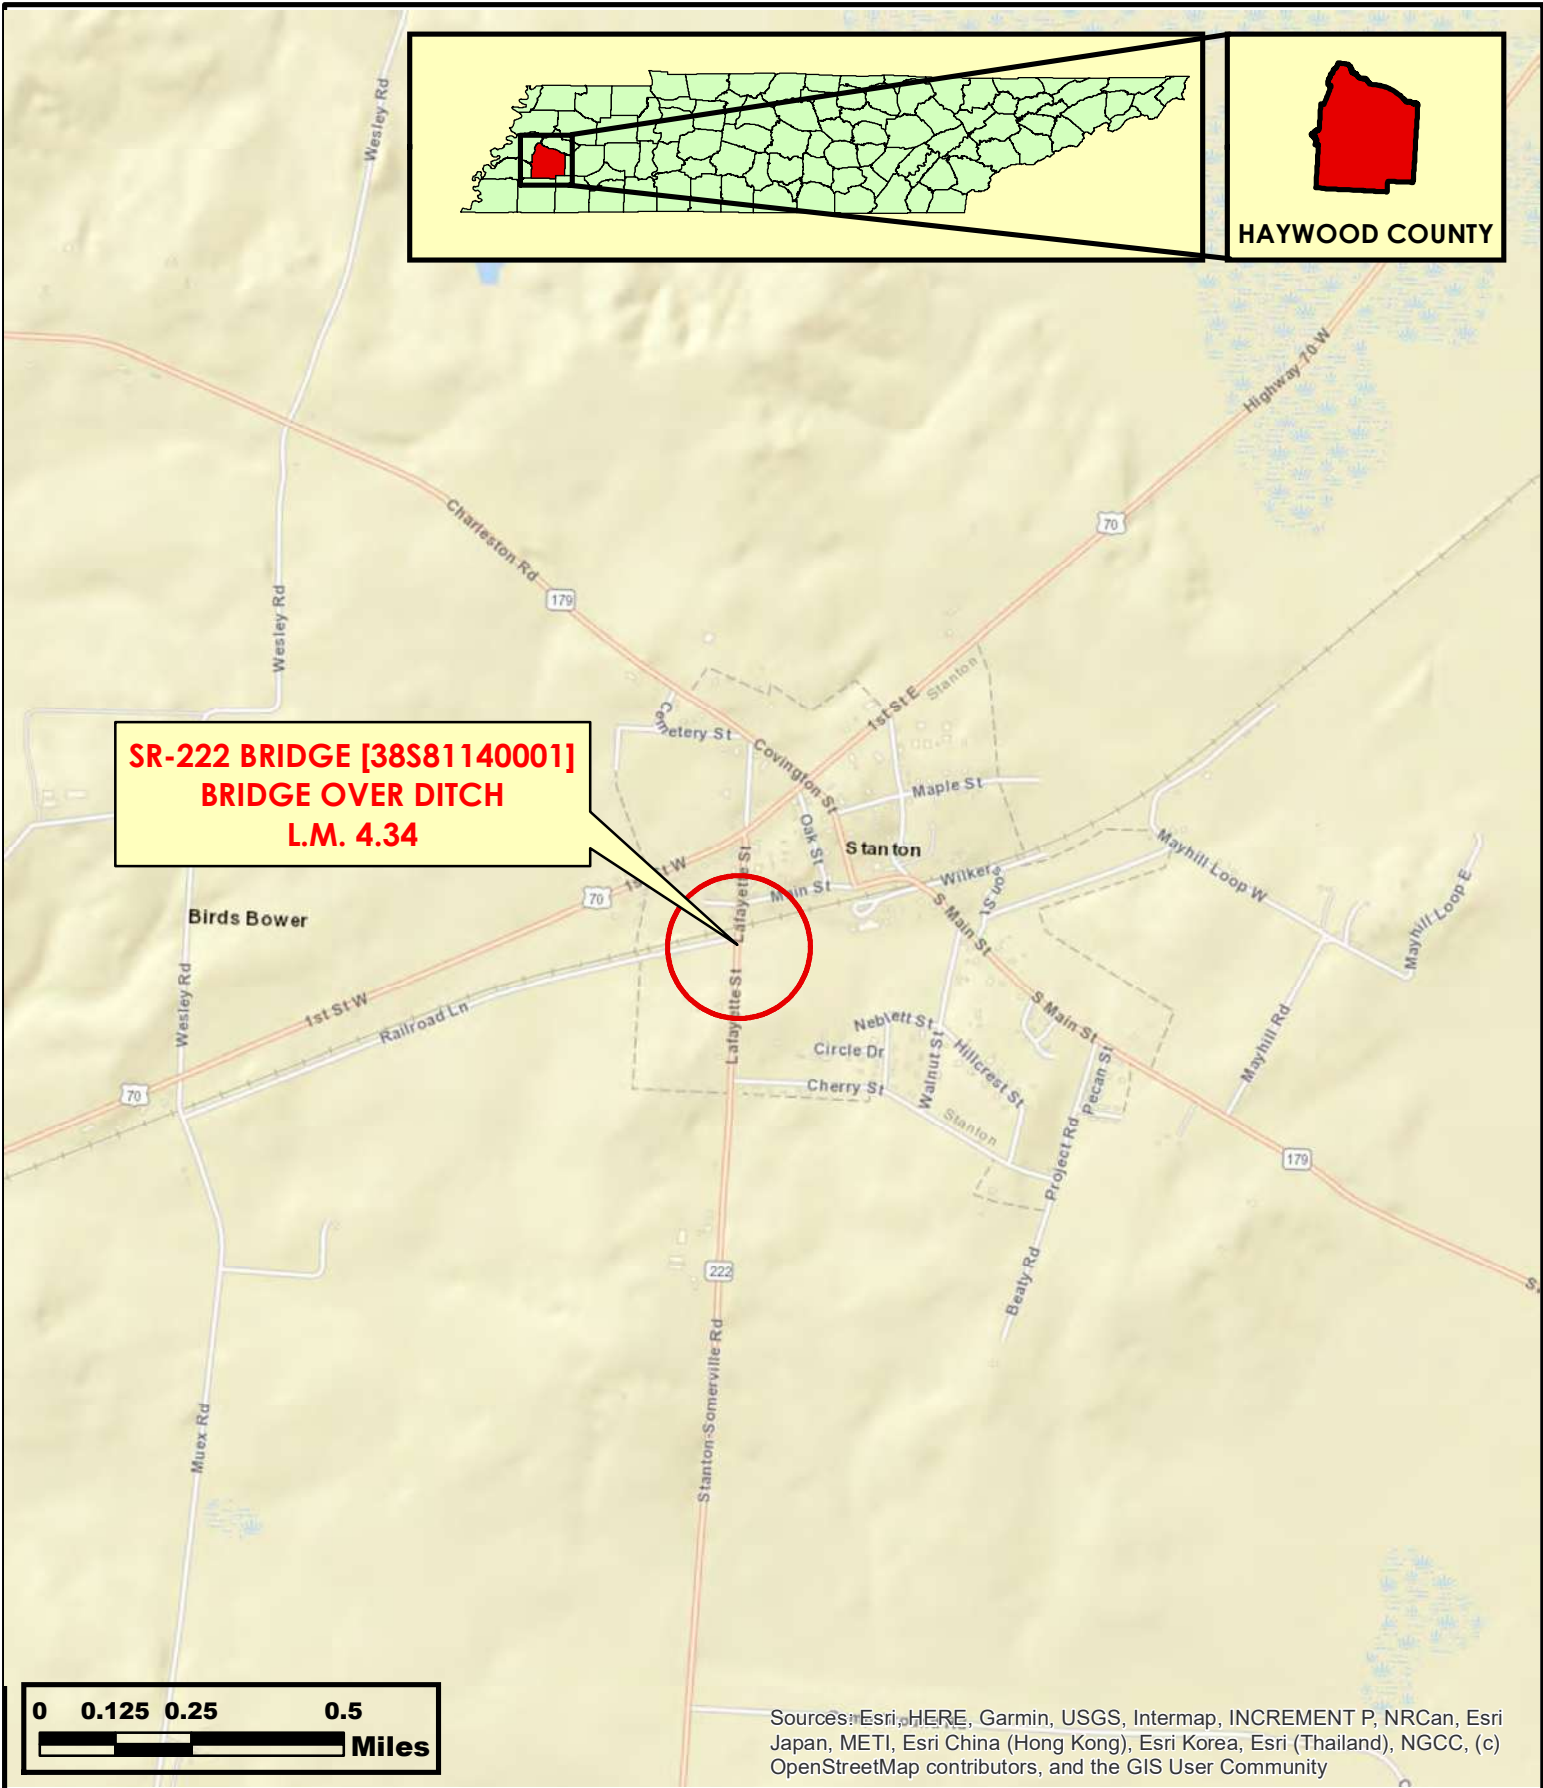 HAYWOOD COUNTY
Wesley Rd
Highway 70 W
Charleston Rd
70
179
Wesley Rd
Stanton
1st St E
Cemetery St
Covington St
SR-222 BRIDGE [38S81140001]
BRIDGE OVER DITCH
L.M. 4.34
Maple St
Oak St
Stanton
Mayhill Loop W
Mayhill Loop E
Lafayette St
1st St W
Main St
Wilkerson St
70
Birds Bower
S Main St
Wesley Rd
1st St W
Railroad Ln
Lafayette St
Neblett St
S Main St
Circle Dr
Hillcrest St
Walnut St
Cherry St
Pecan St
Mayhill Rd
70
Stanton
Project Rd
179
222
Beaty Rd
Stanton-Somerville Rd
Muex Rd
0 0.125 0.25 0.5
Miles
Sources: Esri, HERE, Garmin, USGS, Intermap, INCREMENT P, NRCan, Esri
Japan, METI, Esri China (Hong Kong), Esri Korea, Esri (Thailand), NGCC, (c)
OpenStreetMap contributors, and the GIS User Community